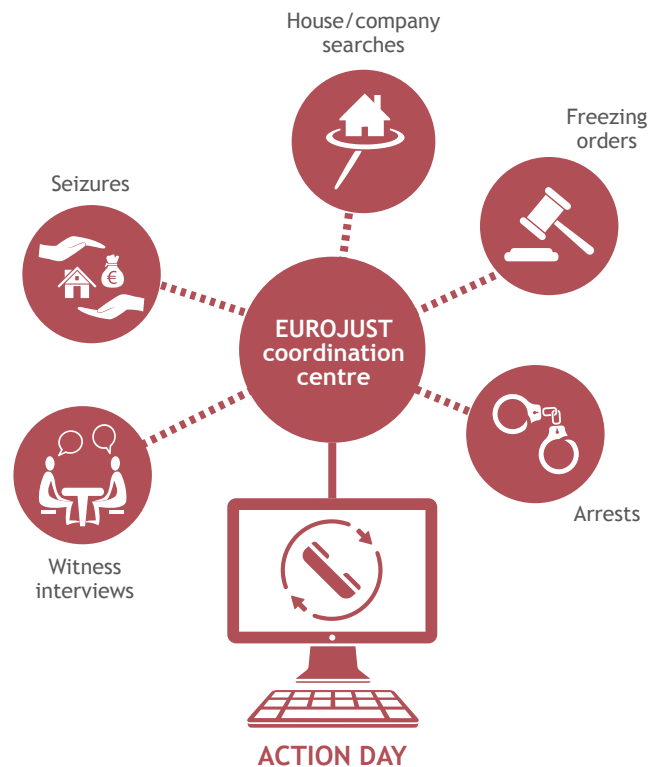 House/company
searches
Freezing
orders
Seizures
EUROJUST
coordination
centre
€
Arrests
Witness
interviews
ACTION DAY